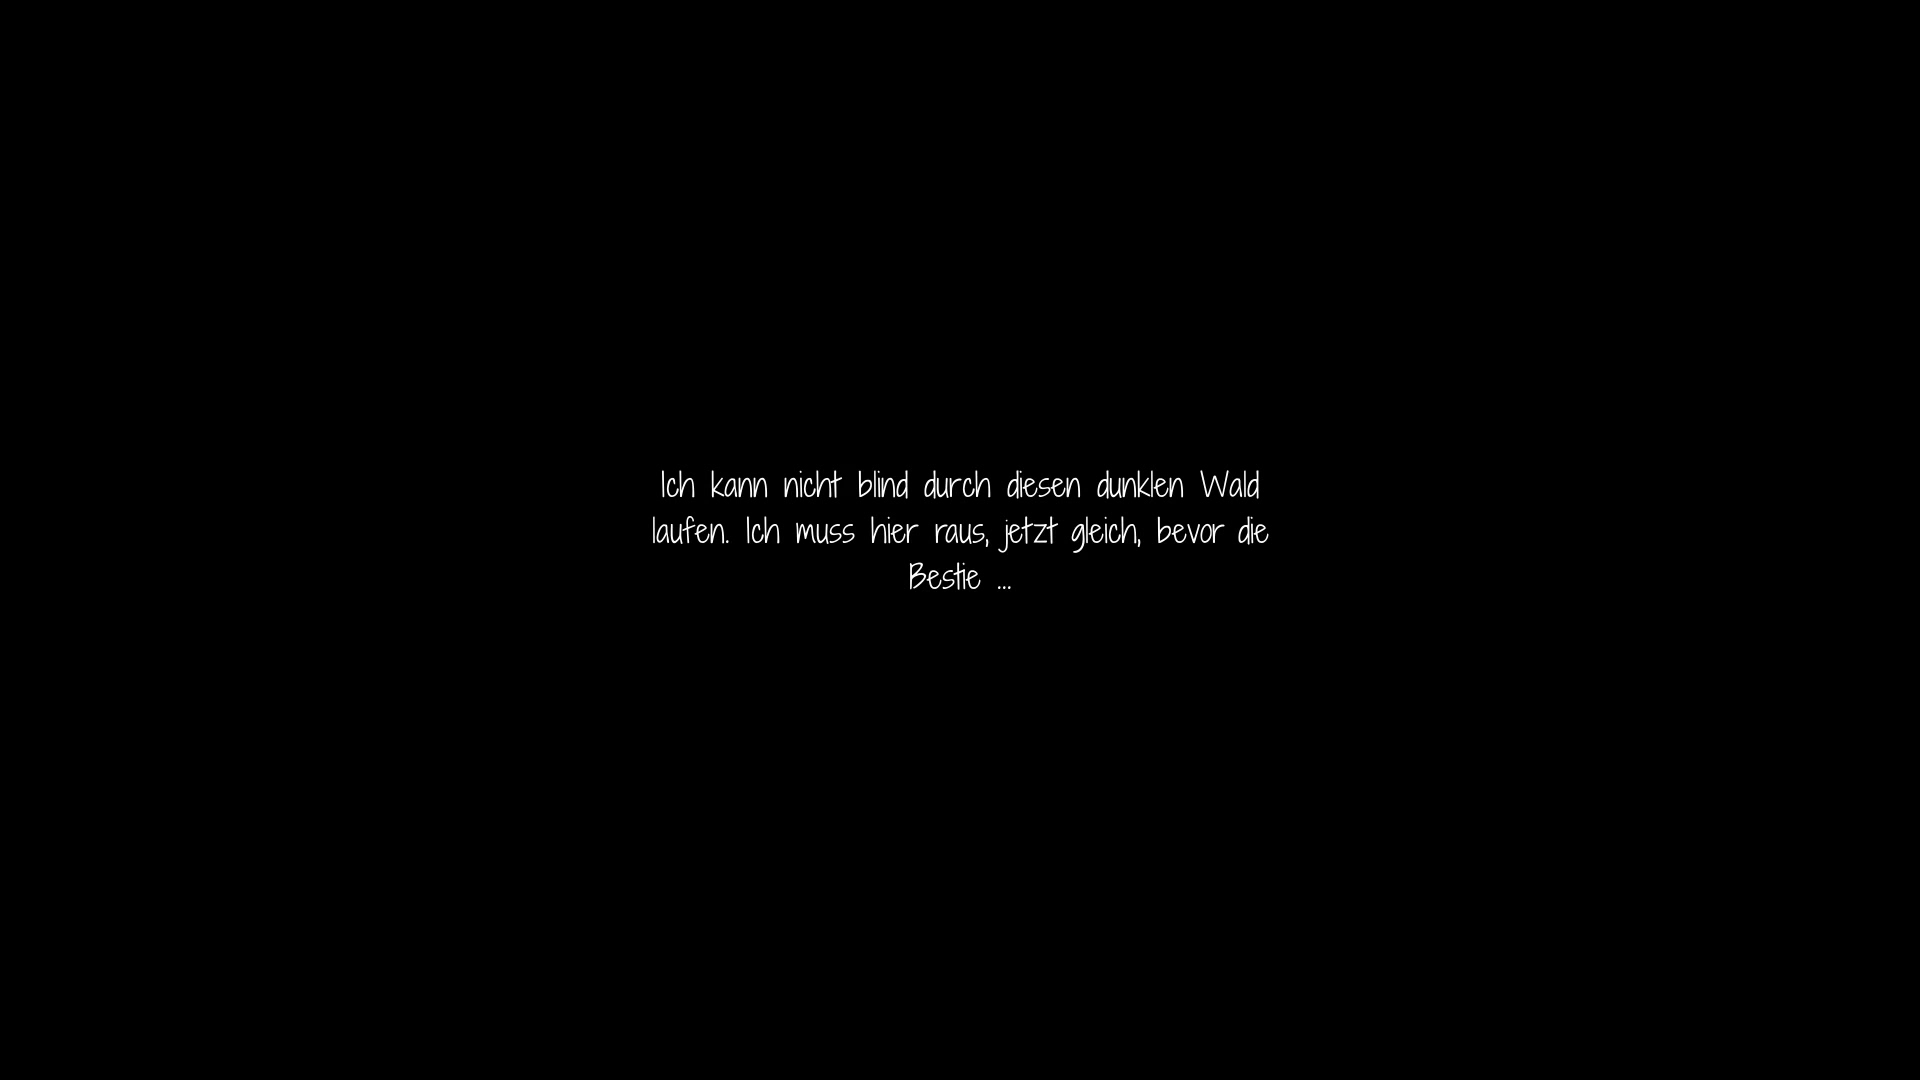 Ich kann nicht blind durch diesen dunklen Wald
laufen. Ich muss hier raus, jetzt gleich, bevor die
Bestie ...